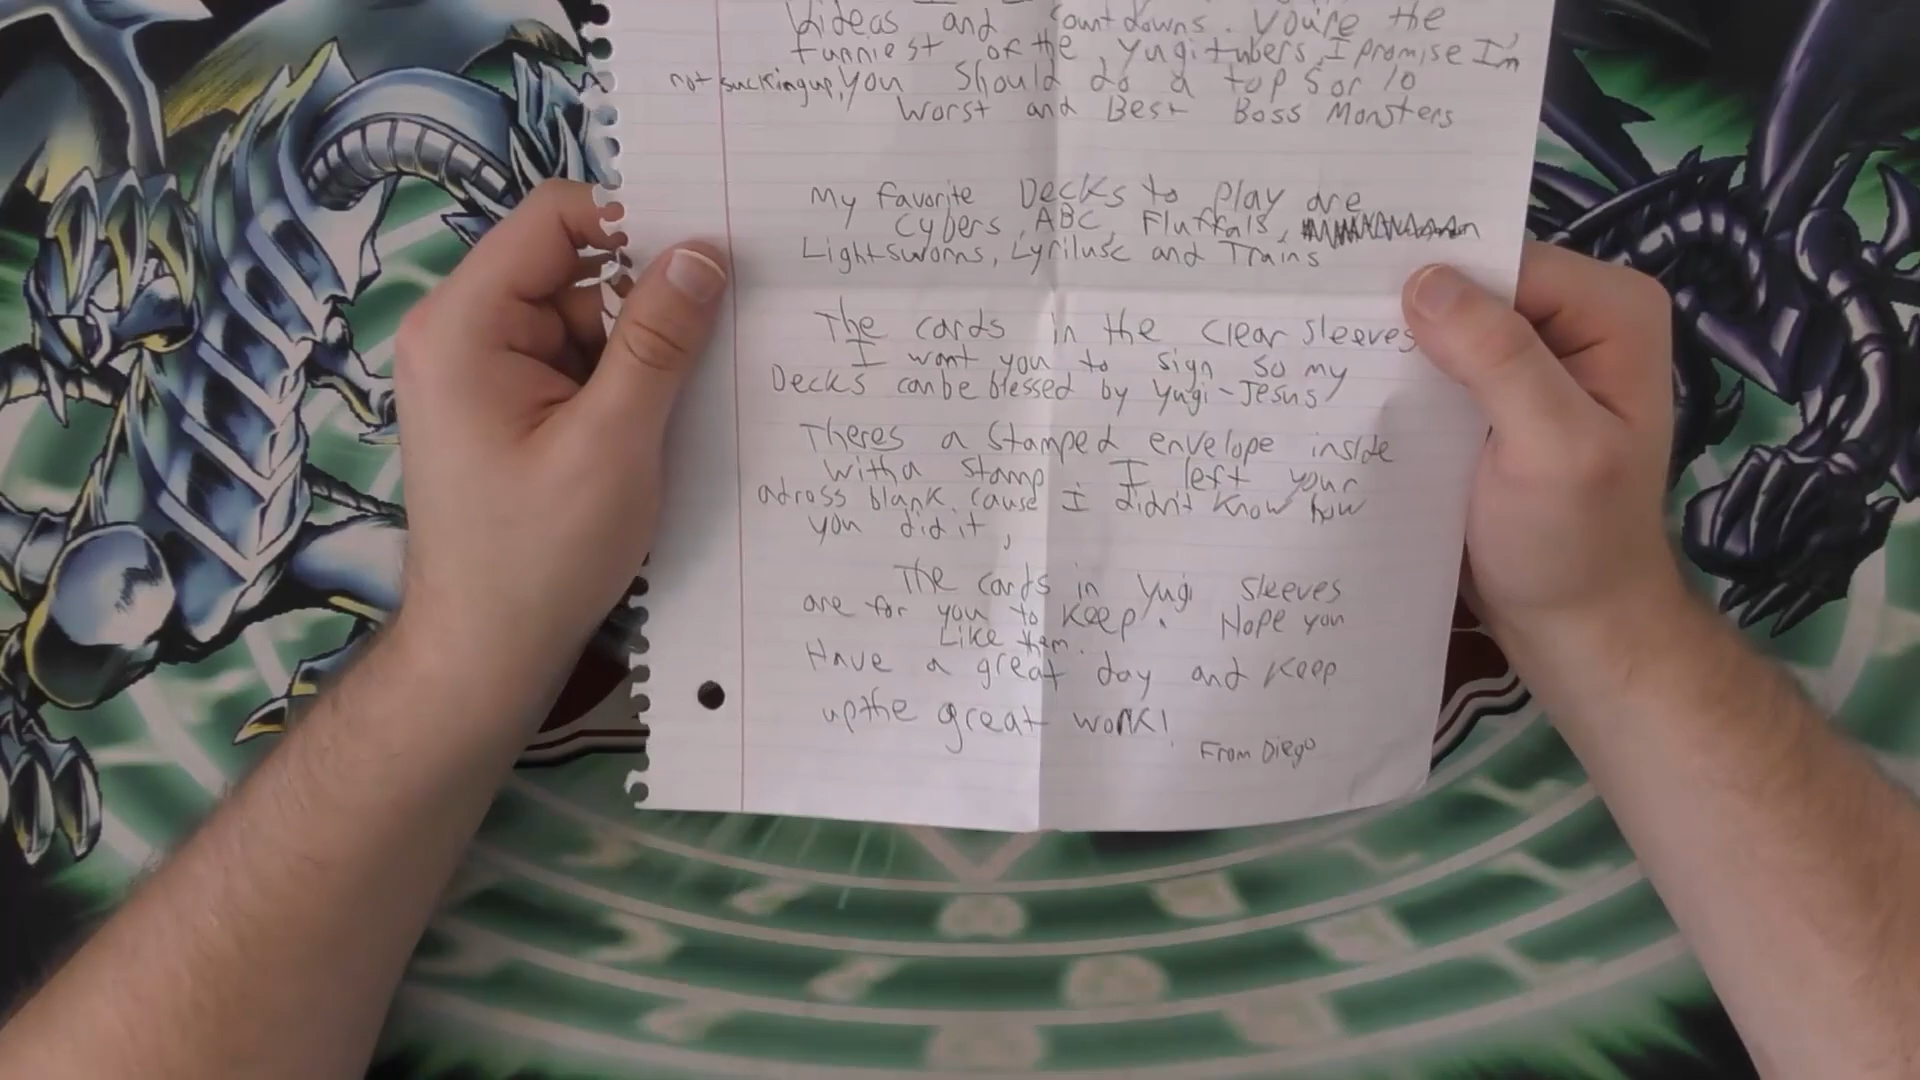 Videos and Countdowns. You're the
funniest of the yugitubers, I promise I'm
not sucking up, you should do a top 5 or 10
Worst and Best Boss Monsters
My favorite Decks to play are
Cybers, ABC, Fluffals,
Lightsworns, Lyrilusc and Trains
The cards in the clear sleeves
I want you to sign so my
Decks can be blessed by Yugi-Jesus
Theres a stamped envelope inside
with a stamp I left your
adross blank cause I didn't know how
you did it,
The cards in Yugi sleeves
are for you to keep. Hope you
Like them.
Have a great day and keep
up the great work!
From Diego